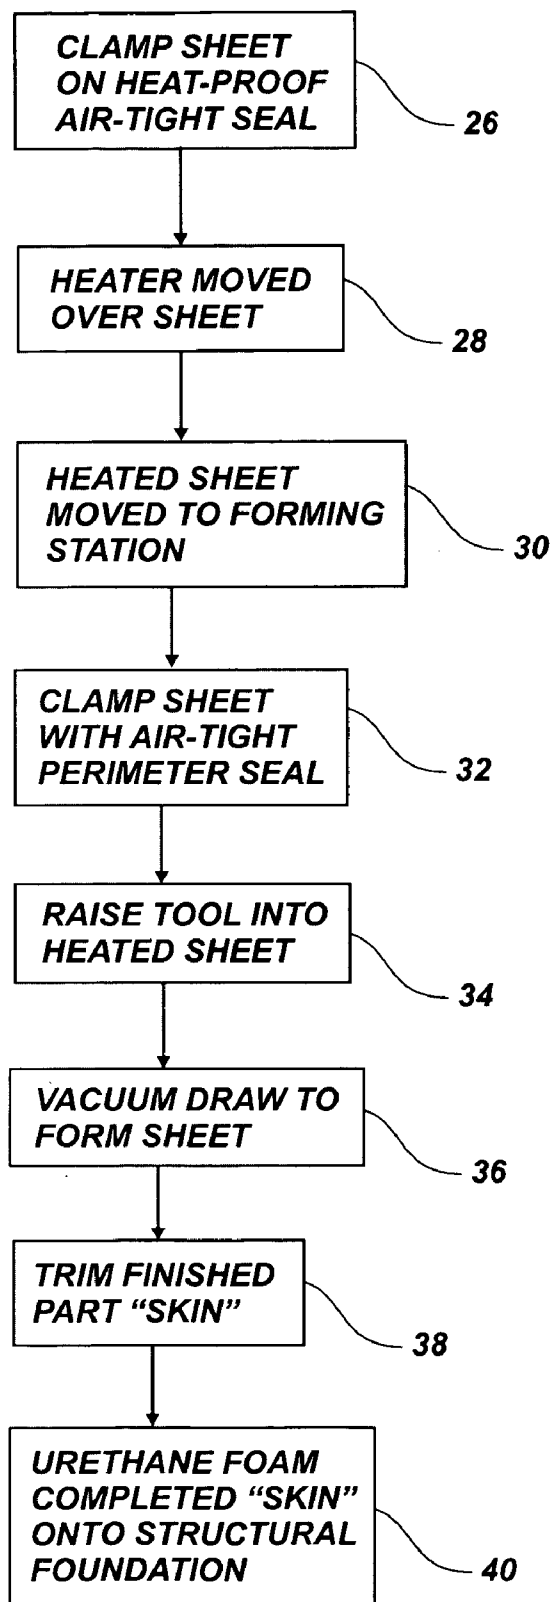 CLAMP SHEET
ON HEAT-PROOF
AIR-TIGHT SEAL
26
HEATER MOVED
OVER SHEET
28
HEATED SHEET
MOVED TO FORMING
STATION
30
CLAMP SHEET
WITH AIR-TIGHT
PERIMETER SEAL
32
RAISE TOOL INTO
HEATED SHEET
34
VACUUM DRAW TO
FORM SHEET
36
TRIM FINISHED
PART “SKIN”
38
URETHANE FOAM
COMPLETED “SKIN”
ONTO STRUCTURAL
FOUNDATION
40